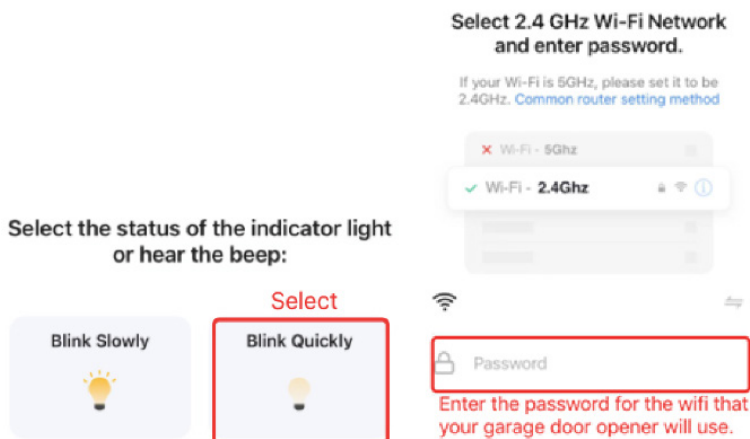 Select the status of the indicator light
or hear the beep:
Select
Blink Slowly
Blink Quickly
Select 2.4 GHz Wi-Fi Network
and enter password.
If your Wi-Fi is 5GHz, please set it to be
2.4GHz. Common router setting method
Wi-Fi - 5Ghz
Wi-Fi - 2.4Ghz
Password
Enter the password for the wifi that
your garage door opener will use.